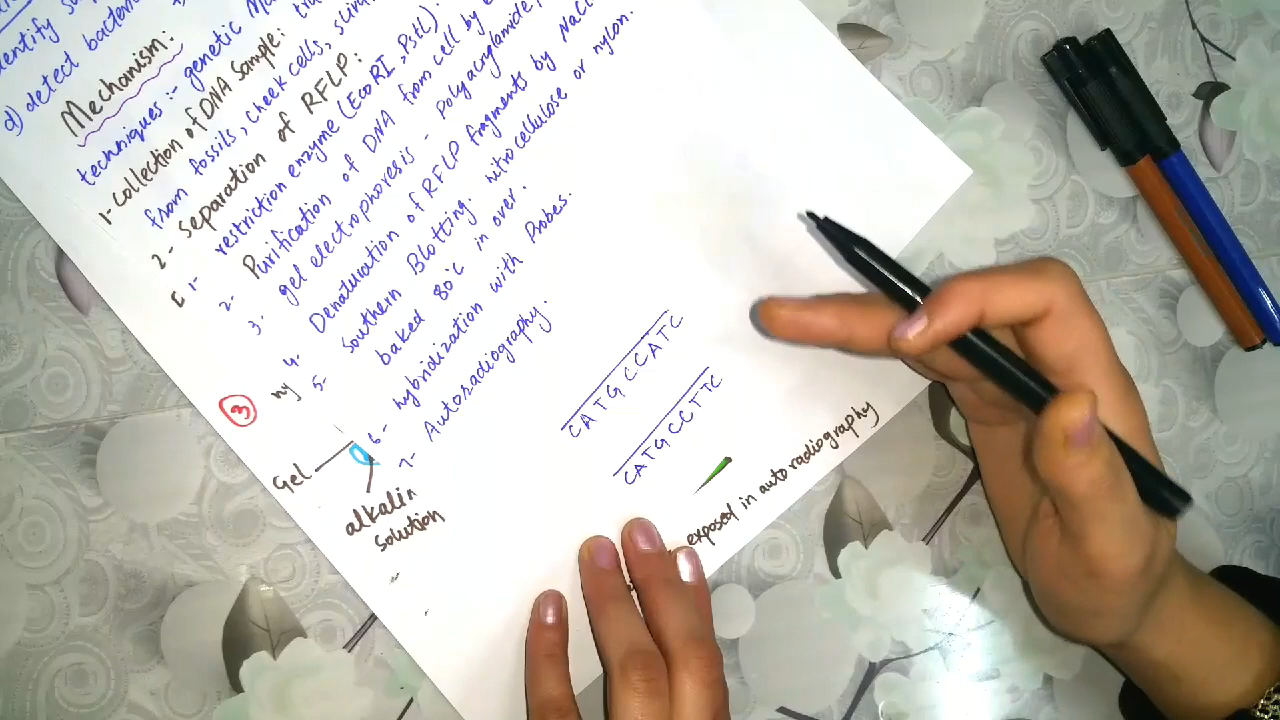 identify
d) detect bacteria
Mechanism:
techniques :- genetic
1- Collection of DNA sample:
from fossils, cheek cells,
2- Separation of RFLP:
1- restriction enzyme (EcoRI, PstI).
2- Purification of DNA from cell by
3- gel electrophoresis - Polyacrylamide,
4- Denaturation of RFLP fragments by NaCl
5- Southern Blotting. nitrocellulose or nylon.
baked 80°C in over.
6- hybridization with Probes.
7- Autoradiography.
3
Gel
alkalin
solution
CATGCCATC
CATGCCTTC
exposed in autoradiography